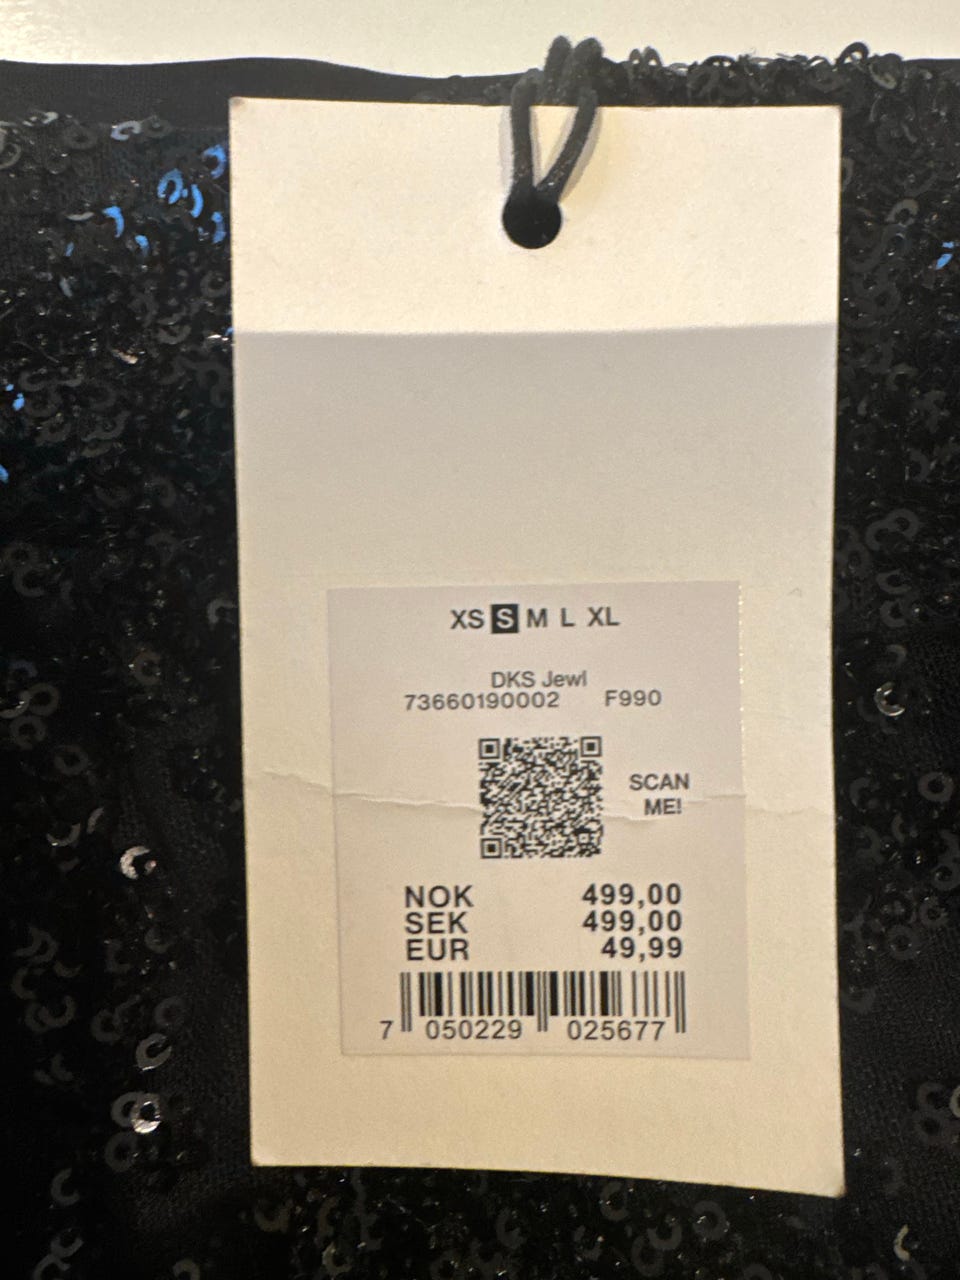 XS S M L XL
DKS Jewl
73660190002 F990
SCAN
ME!
NOK 499,00
SEK 499,00
EUR 49,99
7 050229 025677